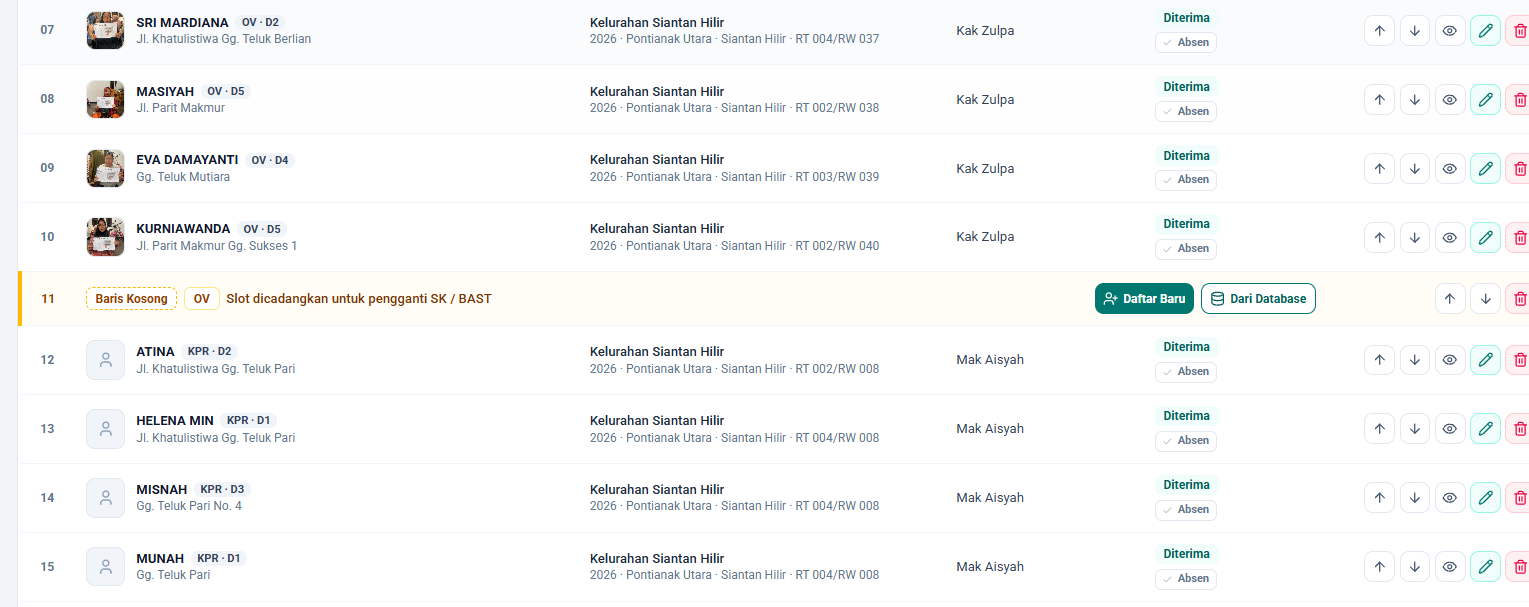 07
SRI MARDIANA OV · D2
Jl. Khatulistiwa Gg. Teluk Berlian
Kelurahan Siantan Hilir
2026 · Pontianak Utara · Siantan Hilir · RT 004/RW 037
Kak Zulpa
Diterima
Absen
08
MASIYAH OV · D5
Jl. Parit Makmur
Kelurahan Siantan Hilir
2026 · Pontianak Utara · Siantan Hilir · RT 002/RW 038
Kak Zulpa
Diterima
Absen
09
EVA DAMAYANTI OV · D4
Gg. Teluk Mutiara
Kelurahan Siantan Hilir
2026 · Pontianak Utara · Siantan Hilir · RT 003/RW 039
Kak Zulpa
Diterima
Absen
10
KURNIAWANDA OV · D5
Jl. Parit Makmur Gg. Sukses 1
Kelurahan Siantan Hilir
2026 · Pontianak Utara · Siantan Hilir · RT 002/RW 040
Kak Zulpa
Diterima
Absen
11
Baris Kosong OV Slot dicadangkan untuk pengganti SK / BAST
Daftar Baru
Dari Database
12
ATINA KPR · D2
Jl. Khatulistiwa Gg. Teluk Pari
Kelurahan Siantan Hilir
2026 · Pontianak Utara · Siantan Hilir · RT 002/RW 008
Mak Aisyah
Diterima
Absen
13
HELENA MIN KPR · D1
Jl. Khatulistiwa Gg. Teluk Pari
Kelurahan Siantan Hilir
2026 · Pontianak Utara · Siantan Hilir · RT 004/RW 008
Mak Aisyah
Diterima
Absen
14
MISNAH KPR · D3
Gg. Teluk Pari No. 4
Kelurahan Siantan Hilir
2026 · Pontianak Utara · Siantan Hilir · RT 004/RW 008
Mak Aisyah
Diterima
Absen
15
MUNAH KPR · D1
Gg. Teluk Pari
Kelurahan Siantan Hilir
2026 · Pontianak Utara · Siantan Hilir · RT 004/RW 008
Mak Aisyah
Diterima
Absen